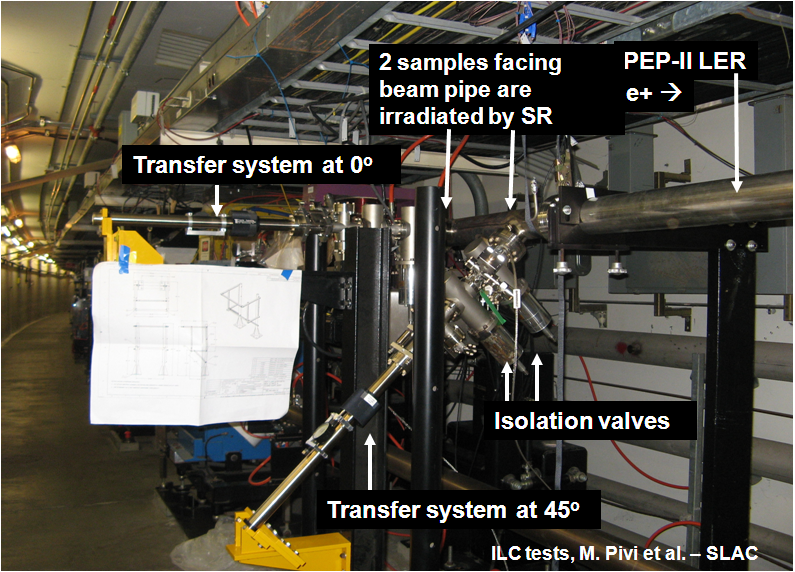 2 samples facing
beam pipe are
irradiated by SR
PEP-II LER
e+ →
Transfer system at 0º
Isolation valves
Transfer system at 45º
ILC tests, M. Pivi et al. – SLAC